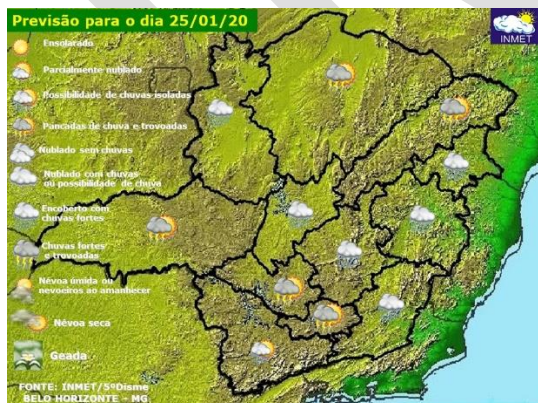 Previsão para o dia 25/01/20
INMET
Ensolarado
Parcialmente nublado
Possibilidade de chuvas isoladas
Pancadas de chuva e trovoadas
Nublado sem chuvas
Nublado com chuvas
ou possibilidade de chuva
Encoberto com
chuvas fortes
Chuvas fortes
e trovoadas
Névoa úmida ou
nevoeiros ao amanhecer
Névoa seca
Geada
FONTE: INMET/5ºDisme
BELO HORIZONTE - MG